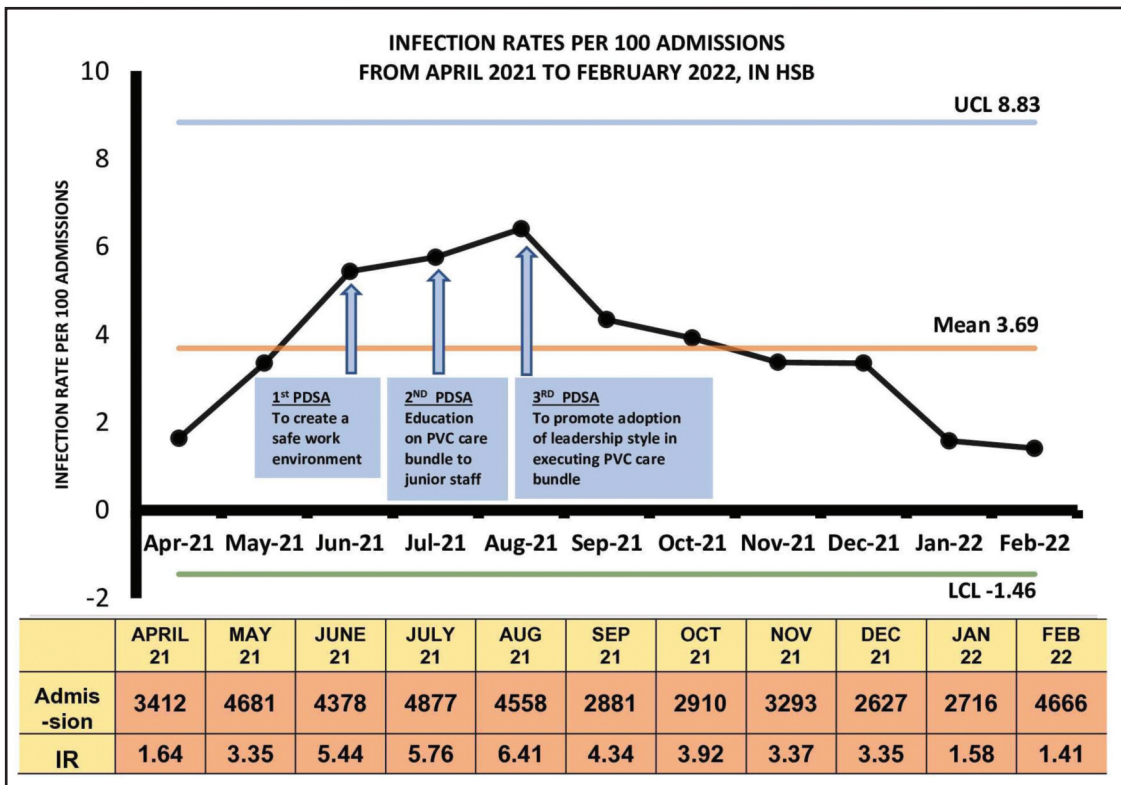 INFECTION RATES PER 100 ADMISSIONS
FROM APRIL 2021 TO FEBRUARY 2022, IN HSB
INFECTION RATE PER 100 ADMISSIONS
10
8
6
4
2
0
-2
UCL 8.83
Mean 3.69
LCL -1.46
1st PDSA
To create a
safe work
environment
2ND PDSA
Education
on PVC care
bundle to
junior staff
3RD PDSA
To promote adoption
of leadership style in
executing PVC care
bundle
Apr-21 May-21 Jun-21 Jul-21 Aug-21 Sep-21 Oct-21 Nov-21 Dec-21 Jan-22 Feb-22
APRIL 21 MAY 21 JUNE 21 JULY 21 AUG 21 SEP 21 OCT 21 NOV 21 DEC 21 JAN 22 FEB 22
Admis
-sion 3412 4681 4378 4877 4558 2881 2910 3293 2627 2716 4666
IR 1.64 3.35 5.44 5.76 6.41 4.34 3.92 3.37 3.35 1.58 1.41